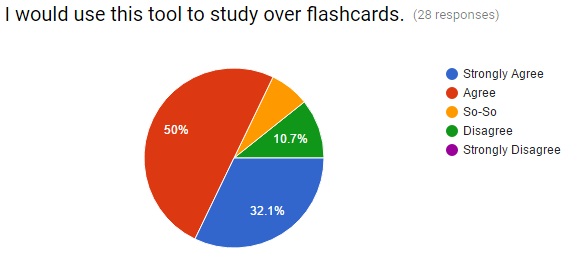 I would use this tool to study over flashcards. (28 responses)
Strongly Agree
Agree
So-So
Disagree
Strongly Disagree
50%
10.7%
32.1%